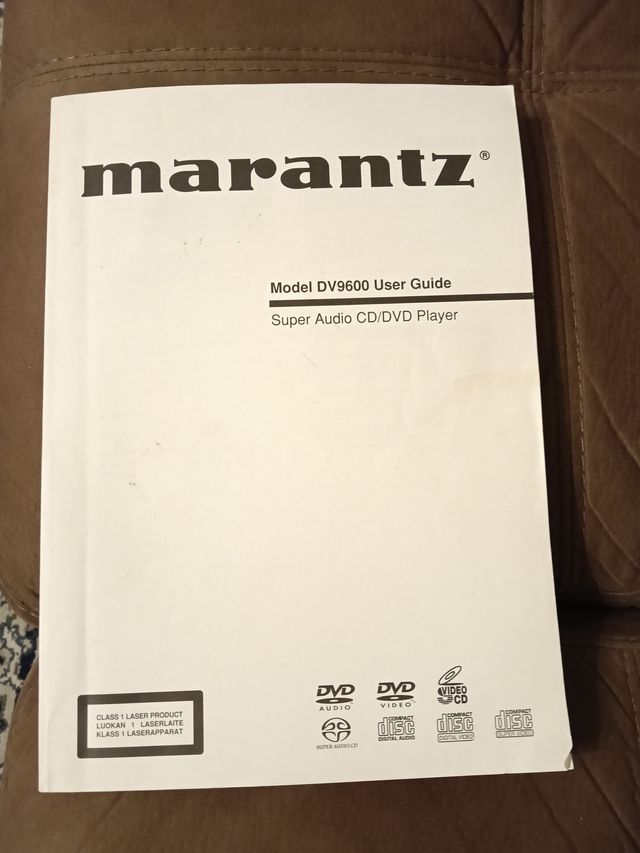 marantz®
Model DV9600 User Guide
Super Audio CD/DVD Player
CLASS 1 LASER PRODUCT
LUOKAN 1 LASERLAITE
KLASS 1 LASERAPPARAT
DVD
AUDIO
DVD
VIDEO™
VIDEO
CD
SUPER AUDIO CD
COMPACT
disc
DIGITAL AUDIO
COMPACT
disc
DIGITAL VIDEO
COMPACT
disc
SUPER VIDEO